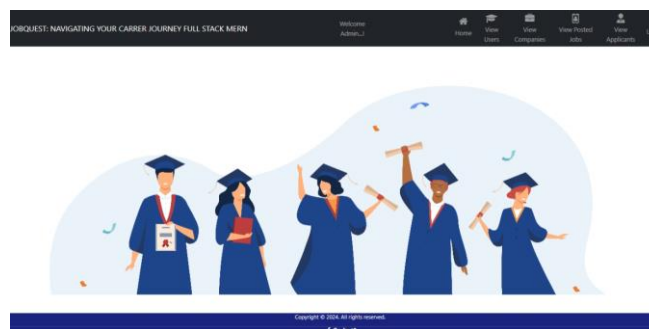 JOBQUEST: NAVIGATING YOUR CARRER JOURNEY FULL STACK MERN
Welcome
Admin...!
Home
View
Users
View
Companies
View Posted
Jobs
View
Applicants
Copyright © 2024. All rights reserved.